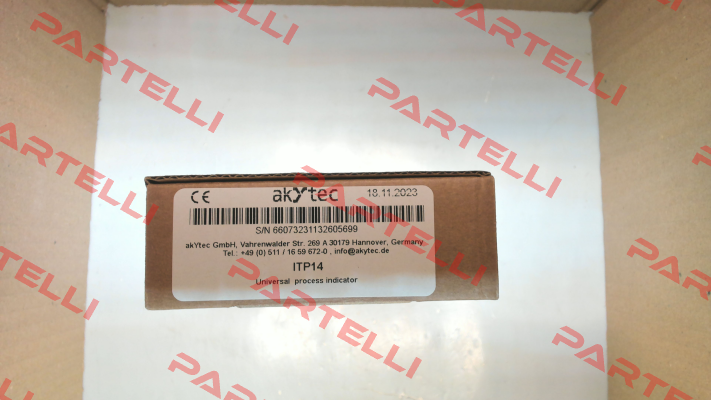 CE akYtec 18.11.2023
S/N 66073231132605699
akYtec GmbH, Vahrenwalder Str. 269 A 30179 Hannover, Germany
Tel.: +49 (0) 511 / 16 59 672-0 , info@akytec.de
ITP14
Universal process indicator
PARTELLI
PARTELLI
PARTELLI
PARTELLI
PARTELLI
PARTELLI
PARTELLI
PARTELLI
PARTELLI